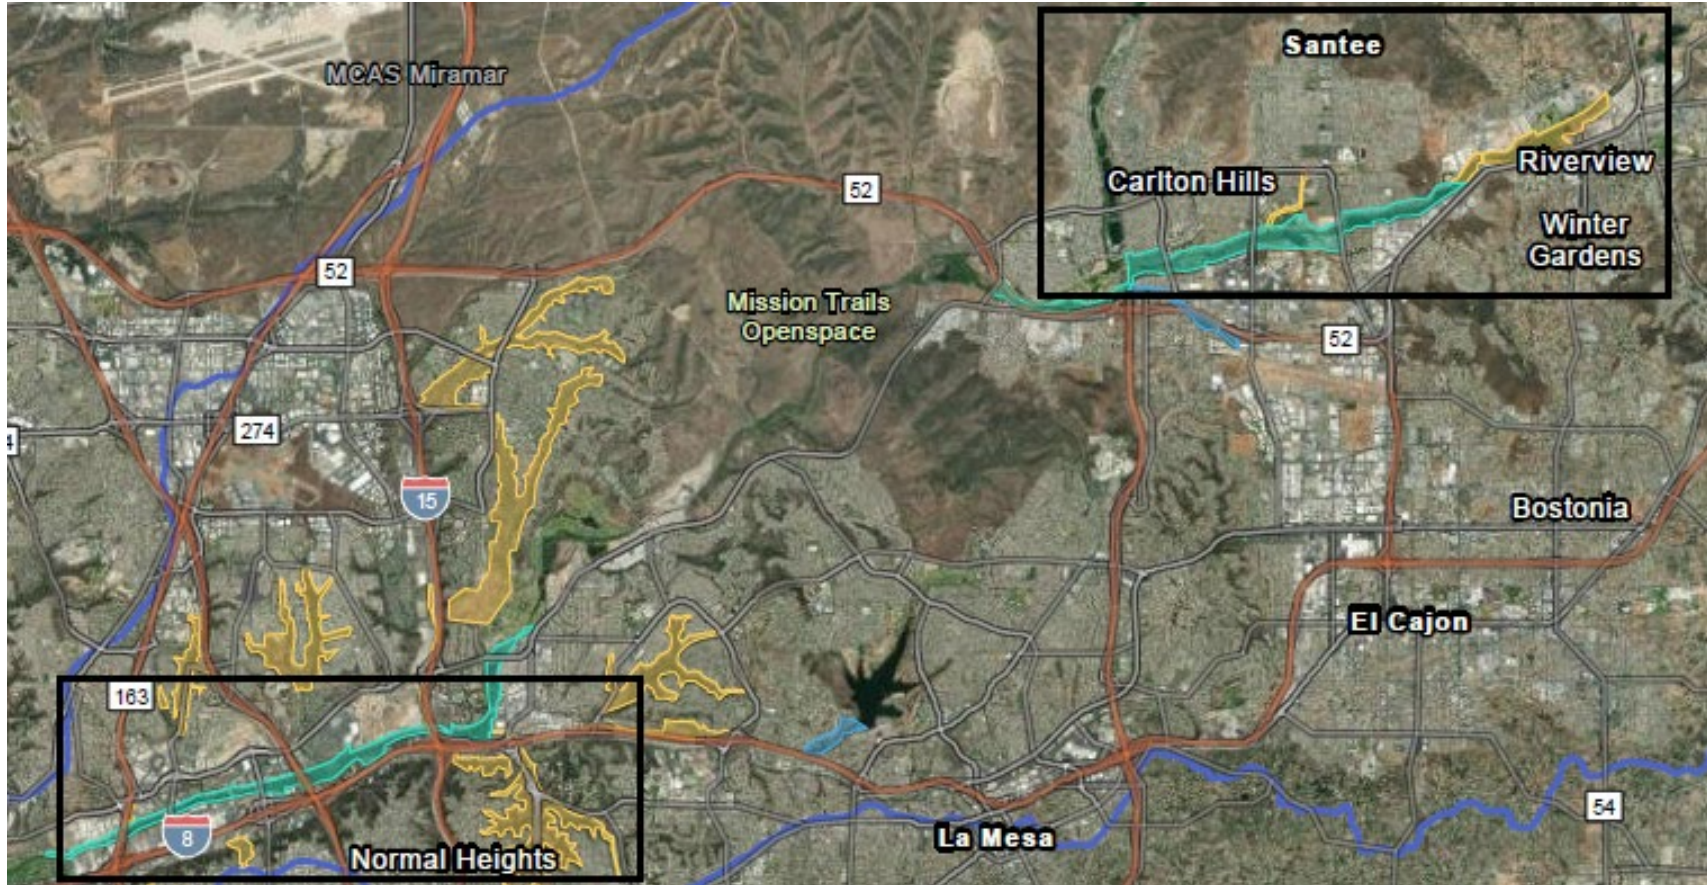 Santee
MCAS Miramar
Riverview
Carlton Hills
52
Winter
Gardens
52
Mission Trails
Openspace
52
274
4
15
Bostonia
El Cajon
163
54
8
La Mesa
Normal Heights